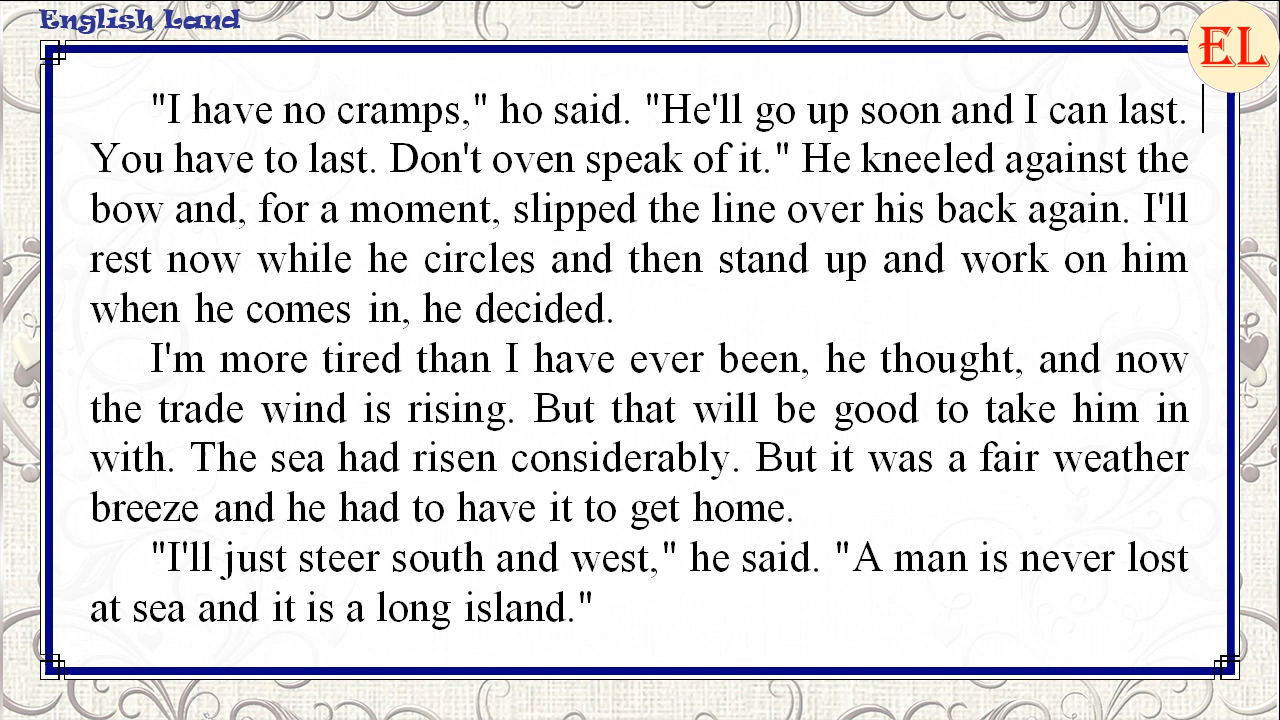 English Land
EL
"I have no cramps," ho said. "He'll go up soon and I can last.
You have to last. Don't oven speak of it." He kneeled against the
bow and, for a moment, slipped the line over his back again. I'll
rest now while he circles and then stand up and work on him
when he comes in, he decided.
I'm more tired than I have ever been, he thought, and now
the trade wind is rising. But that will be good to take him in
with. The sea had risen considerably. But it was a fair weather
breeze and he had to have it to get home.
"I'll just steer south and west," he said. "A man is never lost
at sea and it is a long island."